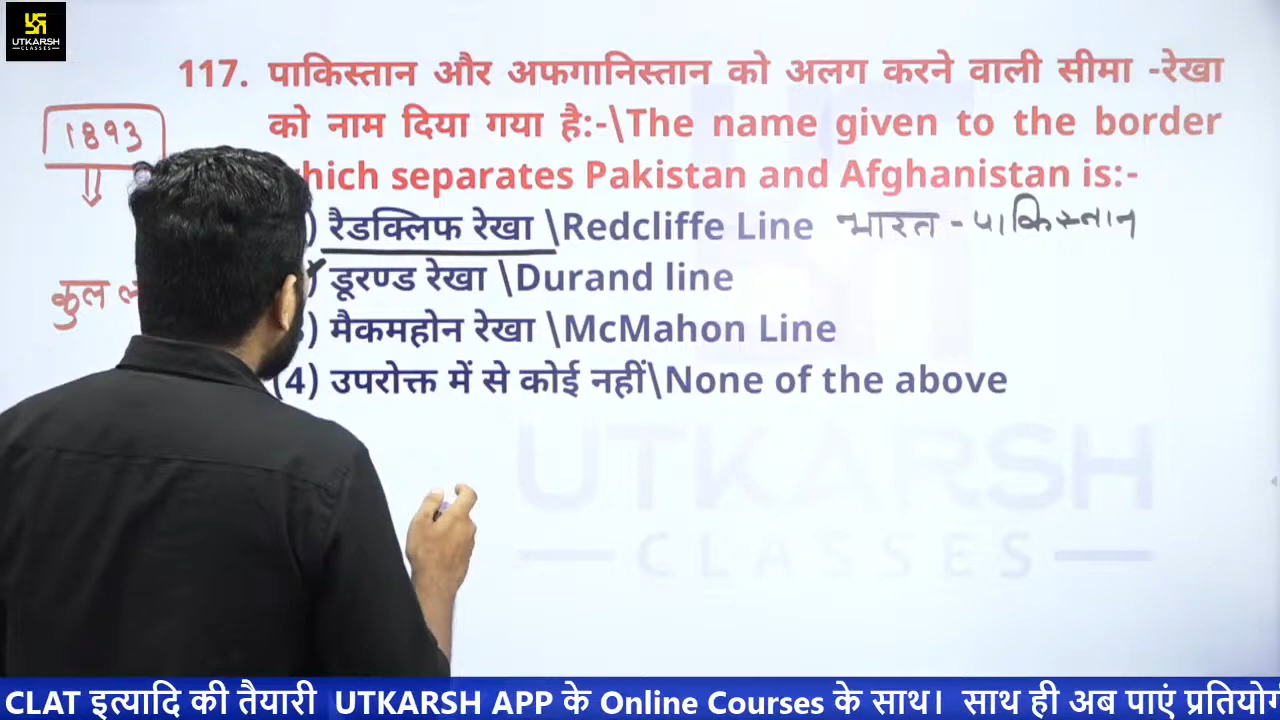 UTKARSH
CLASSES
117. पाकिस्तान और अफगानिस्तान को अलग करने वाली सीमा -रेखा
को नाम दिया गया है:-\The name given to the border
which separates Pakistan and Afghanistan is:-
1893
) रैडक्लिफ रेखा \Redcliffe Line भारत - पाकिस्तान
) डूरण्ड रेखा \Durand line
कुल
) मैकमहोन रेखा \McMahon Line
(4) उपरोक्त में से कोई नहीं\None of the above
UTKARSH
CLASSES
CLAT इत्यादि की तैयारी UTKARSH APP के Online Courses के साथ। साथ ही अब पाएं